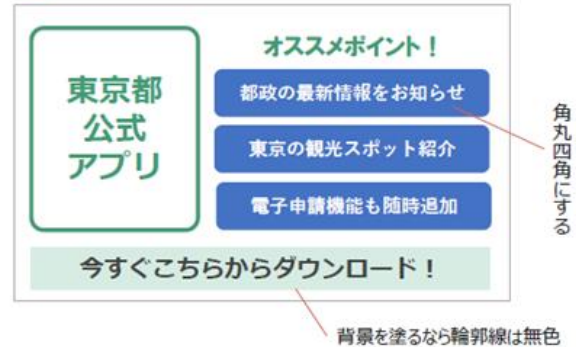 東京都
公式
アプリ
オススメポイント！
都政の最新情報をお知らせ
東京の観光スポット紹介
電子申請機能も随時追加
今すぐこちらからダウンロード！
角丸四角にする
背景を塗るなら輪郭線は無色